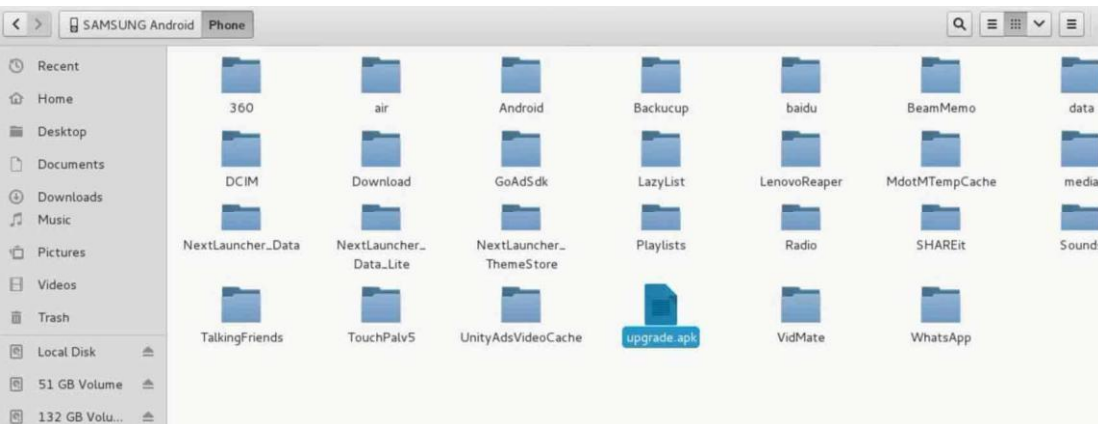 SAMSUNG Android Phone
Recent
Home
Desktop
Documents
Downloads
Music
Pictures
Videos
Trash
Local Disk
51 GB Volume
132 GB Volu...
360 air Android Backucup baidu BeamMemo data
DCIM Download GoAdSdk LazyList LenovoReaper MdotMTempCache media
NextLauncher_Data NextLauncher_ NextLauncher_ Playlists Radio SHAREit Sound
Data_Lite ThemeStore
TalkingFriends TouchPalv5 UnityAdsVideoCache upgrade.apk VidMate WhatsApp